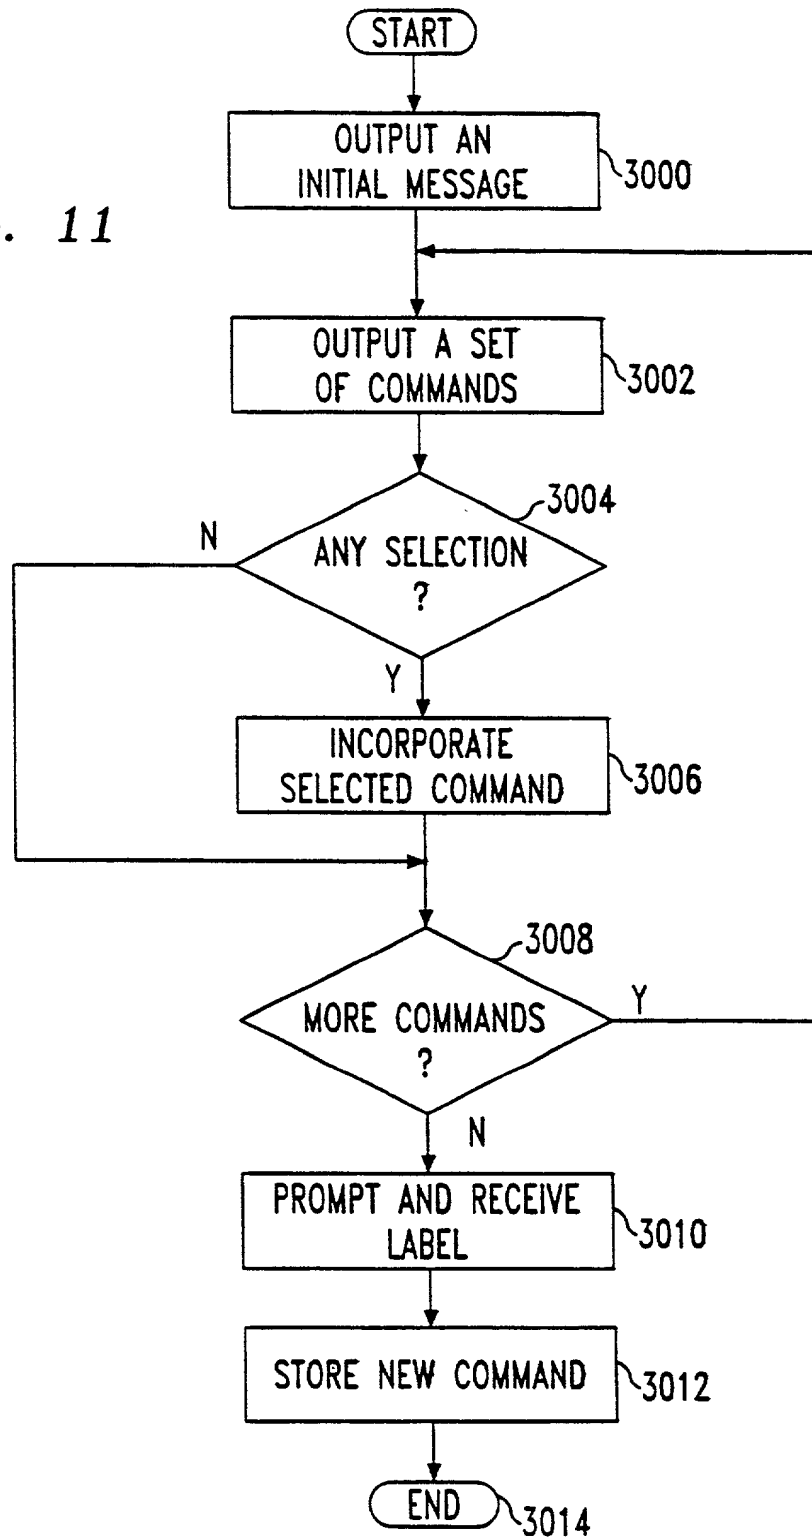 START
OUTPUT AN
INITIAL MESSAGE
3000
. 11
OUTPUT A SET
OF COMMANDS
3002
3004
N
ANY SELECTION
?
Y
INCORPORATE
SELECTED COMMAND
3006
3008
MORE COMMANDS
?
Y
N
PROMPT AND RECEIVE
LABEL
3010
STORE NEW COMMAND
3012
END
3014